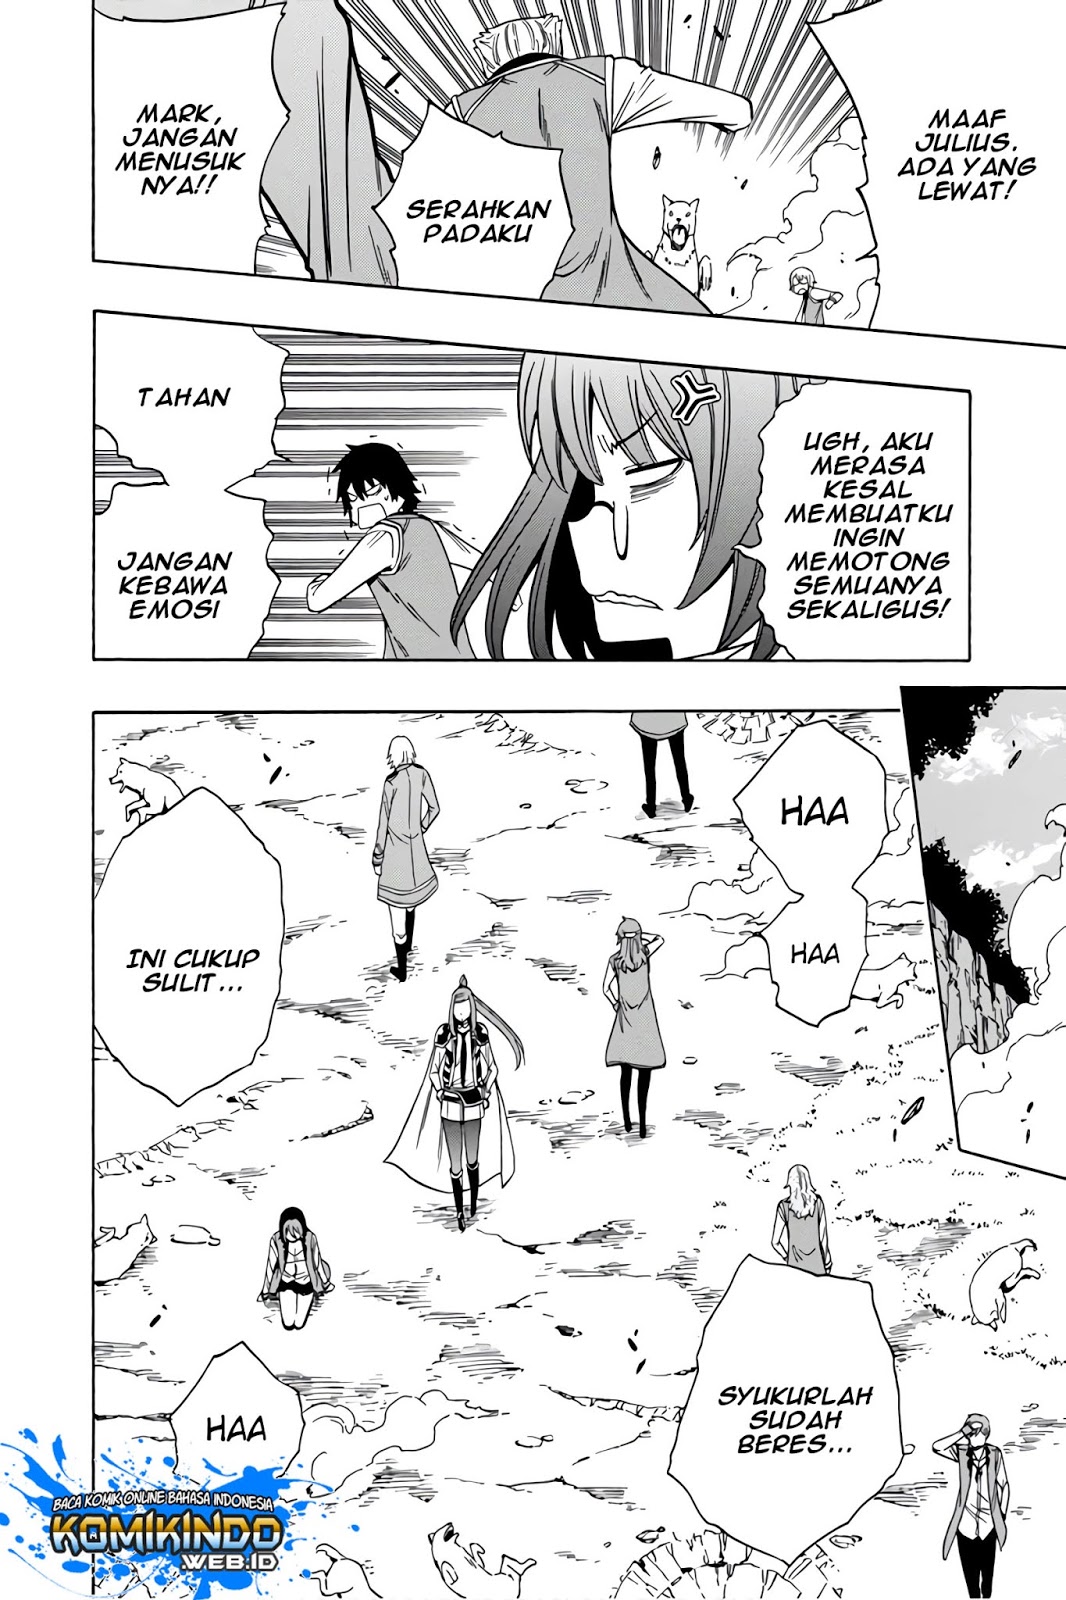 MAAF
JULIUS.
ADA YANG
LEWAT!
SERAHKAN
PADAKU
MARK,
JANGAN
MENUSUK
NYA!!
UGH, AKU
MERASA
KESAL
MEMBUATKU
INGIN
MEMOTONG
SEMUANYA
SEKALIGUS!
TAHAN
JANGAN
KEBAWA
EMOSI
HAA
HAA
INI CUKUP
SULIT...
SYUKURLAH
SUDAH
BERES...
HAA
BACA KOMIK ONLINE BAHASA INDONESIA
KOMIKINDO
.WEB.ID